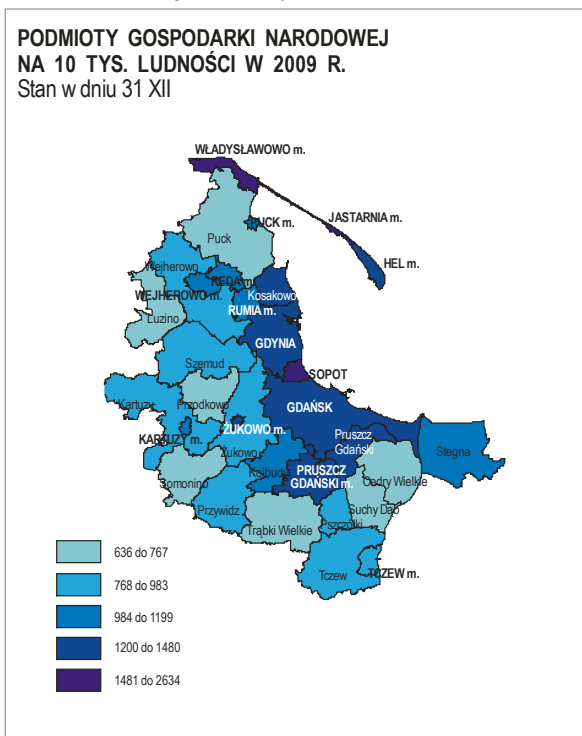 PODMIOTY GOSPODARKI NARODOWEJ
NA 10 TYS. LUDNOŚCI W 2009 R.
Stan w dniu 31 XII
WŁADYSŁAWOWO m.
JASTARNIA m.
PUCK m.
Puck
HEL m.
Wejherowo
REDA m.
WEJHEROWO m.
Kosakowo
RUMIA m.
Luzino
GDYNIA
Szemud
SOPOT
Kartuzy
Przodkowo
GDAŃSK
KARTUZY m.
ŻUKOWO m.
Pruszcz
Gdański
Stegna
Żukowo
Kolbudy
PRUSZCZ
GDAŃSKI m.
Cedry Wielkie
Somonino
Przywidz
Suchy Dąb
Pszczółki
Trąbki Wielkie
Tczew
TCZEW m.
636 do 767
768 do 983
984 do 1199
1200 do 1480
1481 do 2634